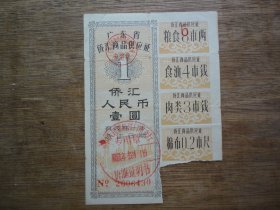 广东省
侨汇商品供应证
1
侨汇
人民币
壹圆
No 2006430
侨汇商品供应证
粮食8市两
侨汇商品供应证
食油4市钱
侨汇商品供应证
肉类3市钱
侨汇商品供应证
棉布0.2市尺